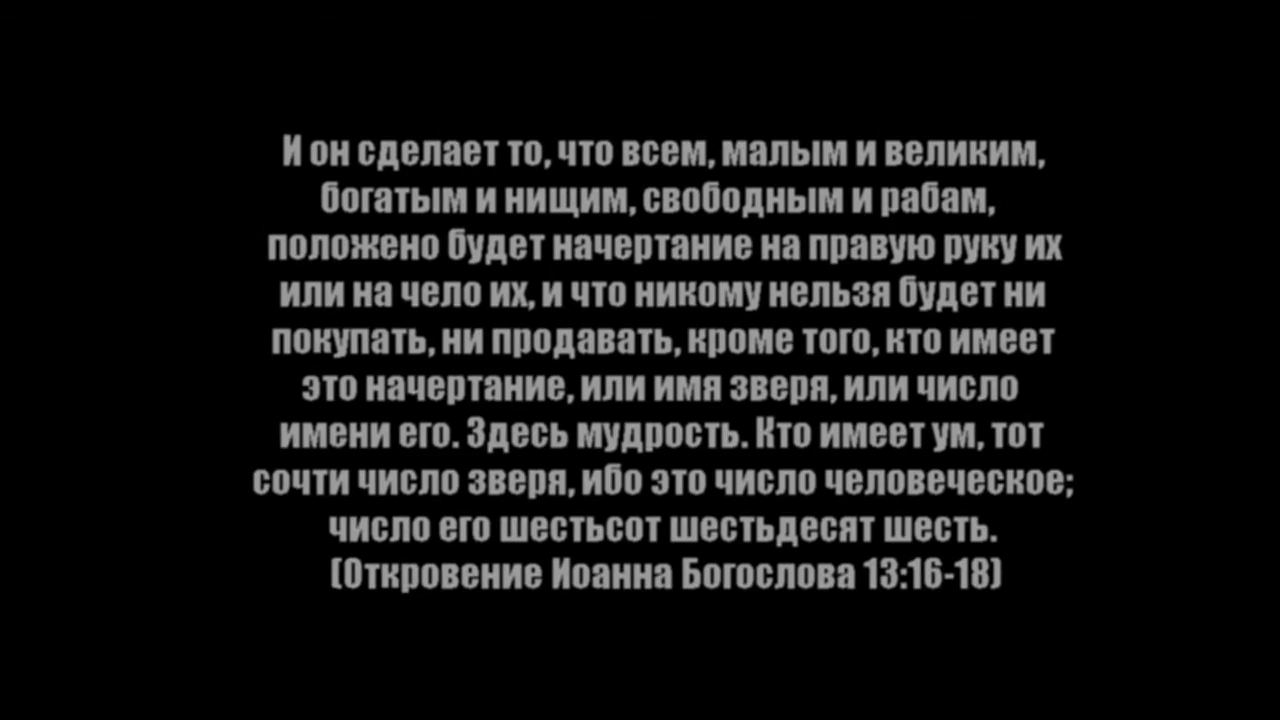 И он сделает то, что всем, малым и великим,
богатым и нищим, свободным и рабам,
положено будет начертание на правую руку их
или на чело их, и что никому нельзя будет ни
покупать, ни продавать, кроме того, кто имеет
это начертание, или имя зверя, или число
имени его. Здесь мудрость. Кто имеет ум, тот
сочти число зверя, ибо это число человеческое;
число его шестьсот шестьдесят шесть.
(Откровение Иоанна Богослова 13:16-18)